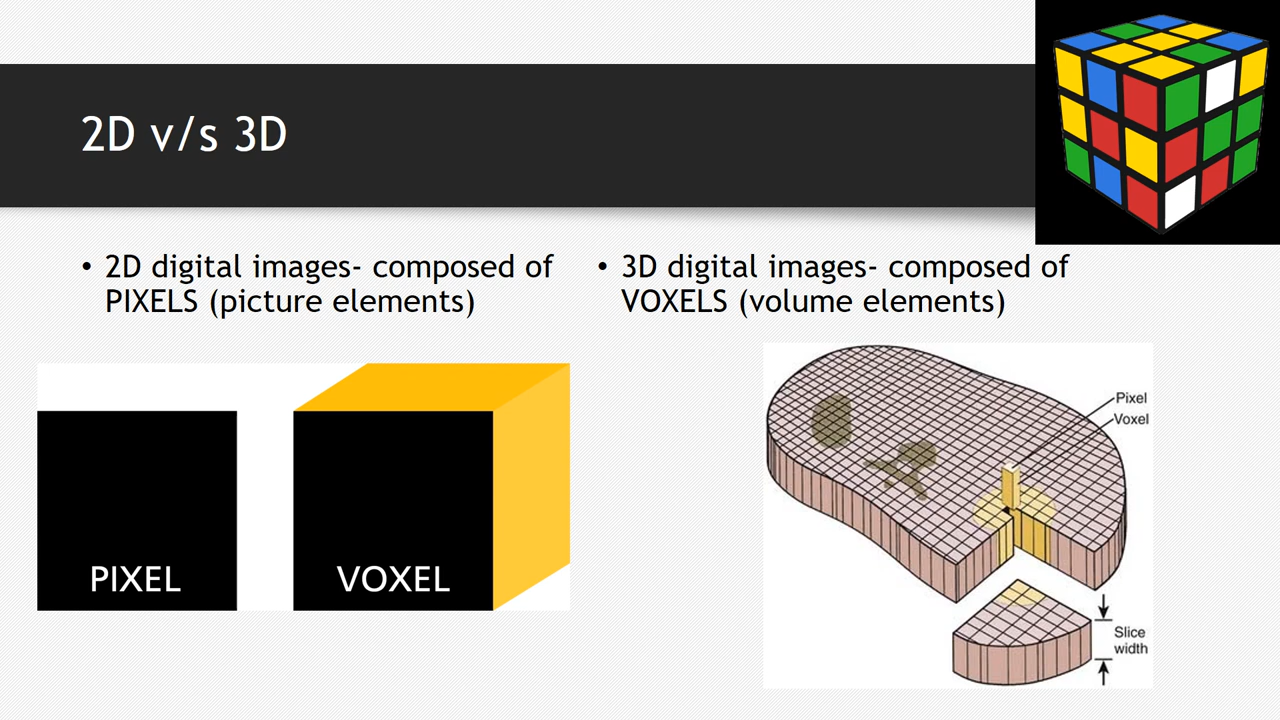 2D v/s 3D
• 2D digital images- composed of
PIXELS (picture elements)
• 3D digital images- composed of
VOXELS (volume elements)
PIXEL
VOXEL
Pixel
Voxel
Slice
width